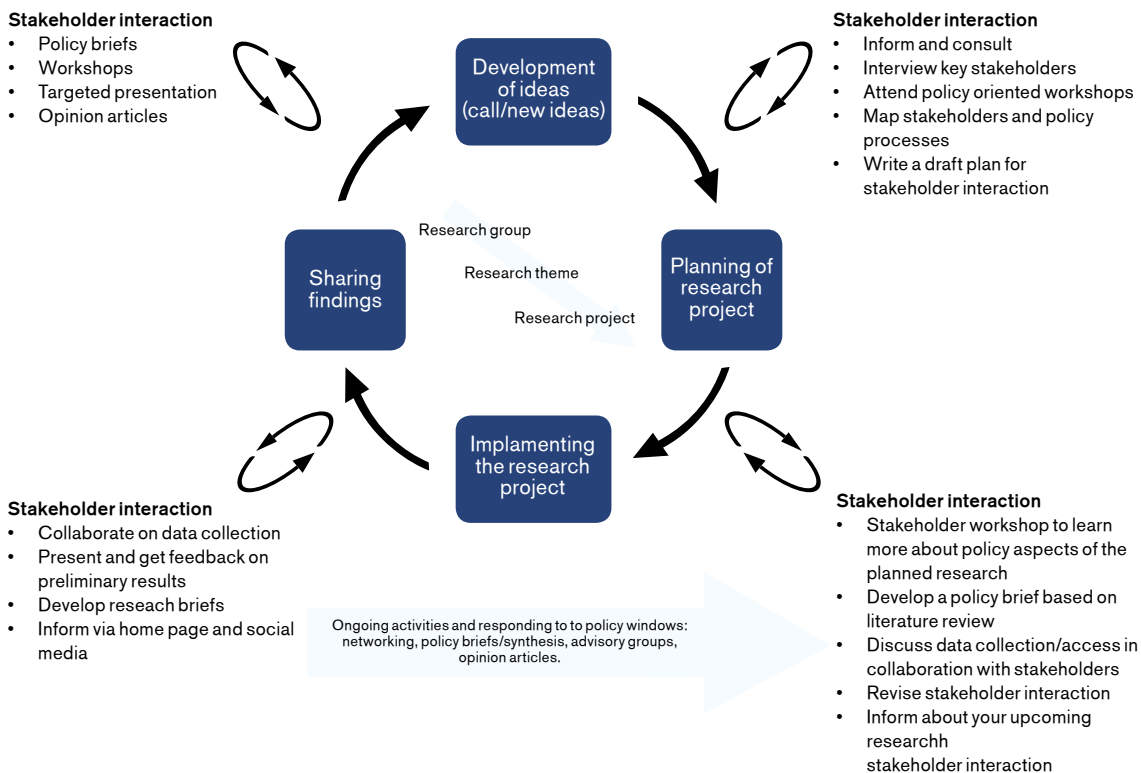 Stakeholder interaction
• Policy briefs
• Workshops
• Targeted presentation
• Opinion articles
Development
of ideas
(call/new ideas)
Stakeholder interaction
• Inform and consult
• Interview key stakeholders
• Attend policy oriented workshops
• Map stakeholders and policy
processes
• Write a draft plan for
stakeholder interaction
Sharing
findings
Research group
Research theme
Research project
Planning of
research
project
Implamenting
the research
project
Stakeholder interaction
• Collaborate on data collection
• Present and get feedback on
preliminary results
• Develop reseach briefs
• Inform via home page and social
media
Ongoing activities and responding to to policy windows:
networking, policy briefs/synthesis, advisory groups,
opinion articles.
Stakeholder interaction
• Stakeholder workshop to learn
more about policy aspects of the
planned research
• Develop a policy brief based on
literature review
• Discuss data collection/access in
collaboration with stakeholders
• Revise stakeholder interaction
• Inform about your upcoming
researchh
stakeholder interaction